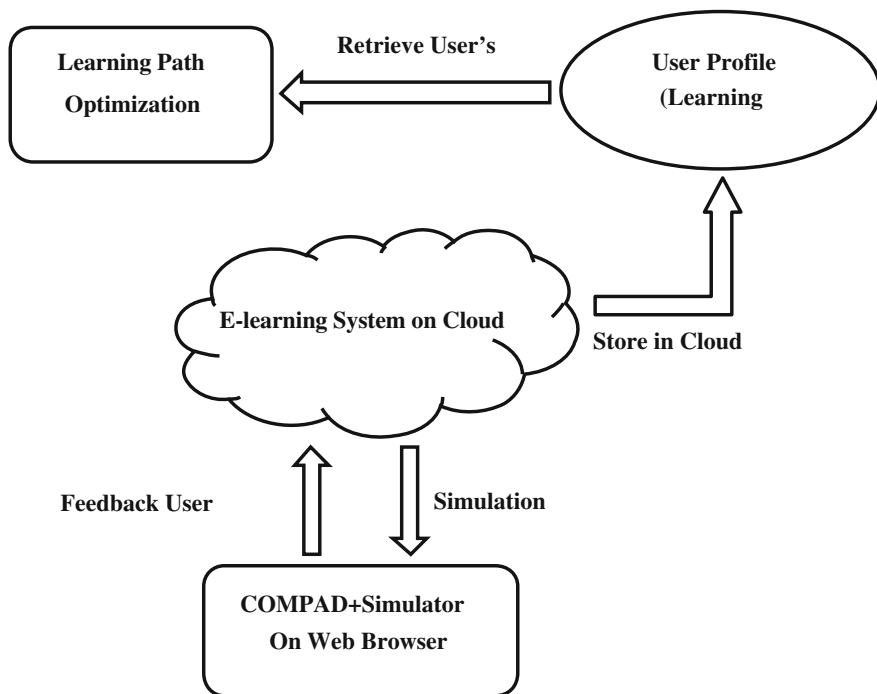 Learning Path
Optimization
Retrieve User's
User Profile
(Learning
E-learning System on Cloud
Store in Cloud
Feedback User
Simulation
COMPAD+Simulator
On Web Browser